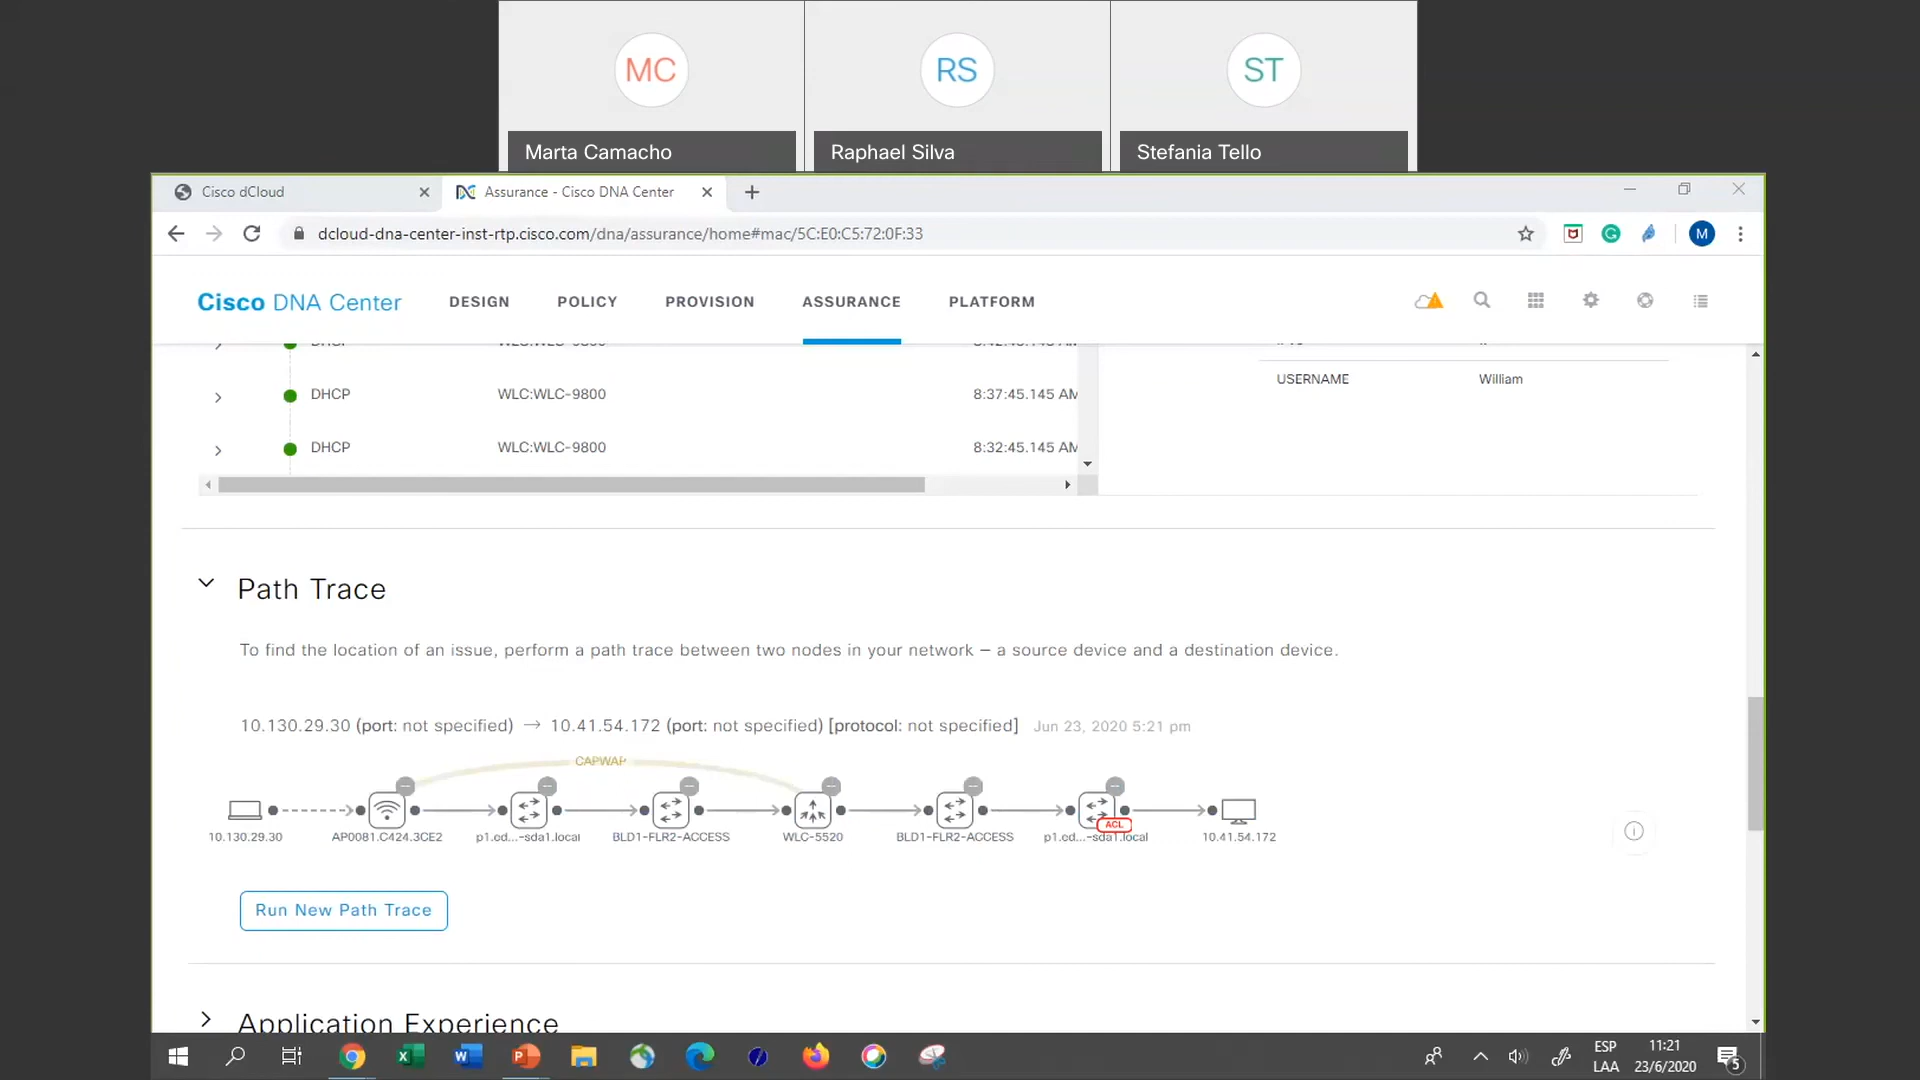 MC
RS
ST
Marta Camacho
Raphael Silva
Stefania Tello
Cisco dCloud
Assurance - Cisco DNA Center
dcloud-dna-center-inst-rtp.cisco.com/dna/assurance/home#mac/5C:E0:C5:72:0F:33
M
Cisco DNA Center
DESIGN
POLICY
PROVISION
ASSURANCE
PLATFORM
DHCP WLC:WLC-9800 8:37:45.145 AM
USERNAME William
DHCP WLC:WLC-9800 8:32:45.145 AM
Path Trace
To find the location of an issue, perform a path trace between two nodes in your network – a source device and a destination device.
10.130.29.30 (port: not specified) → 10.41.54.172 (port: not specified) [protocol: not specified] Jun 23, 2020 5:21 pm
CAPWAP
ACL
10.130.29.30
AP0081.C424.3CE2
p1.cd...-sda1.local
BLD1-FLR2-ACCESS
WLC-5520
BLD1-FLR2-ACCESS
p1.cd...-sda1.local
10.41.54.172
Run New Path Trace
Application Experience
ESP
LAA
11:21
23/6/2020
5